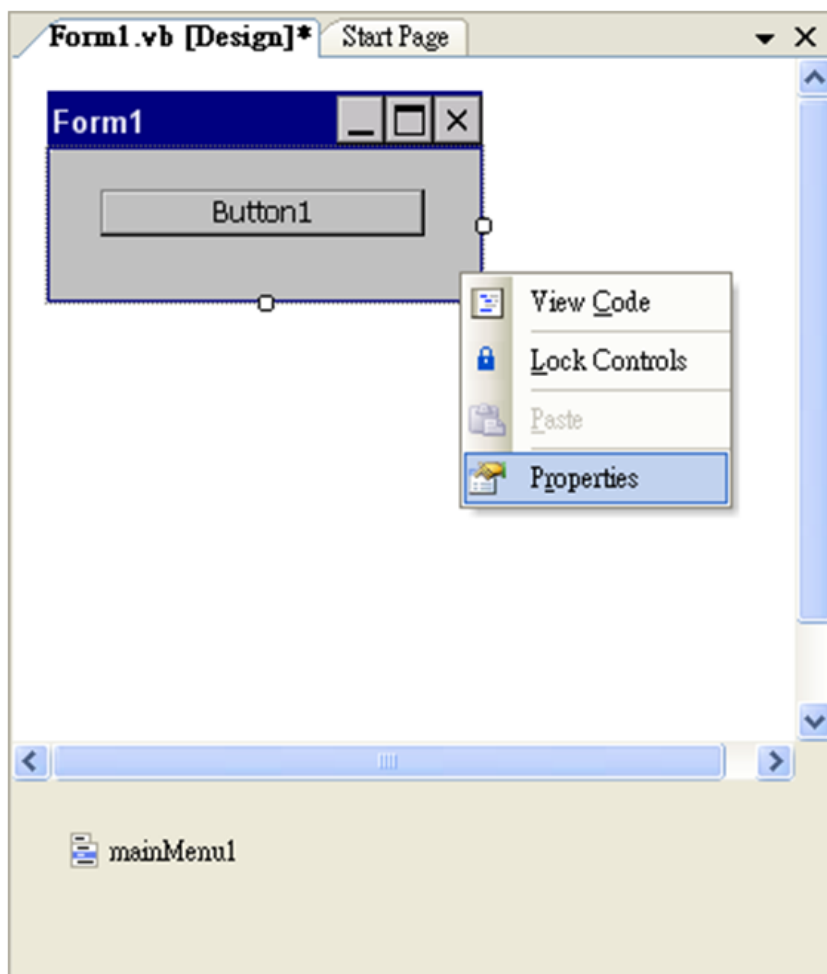 Form1.vb [Design]* Start Page
Form1
Button1
View Code
Lock Controls
Paste
Properties
mainMenu1